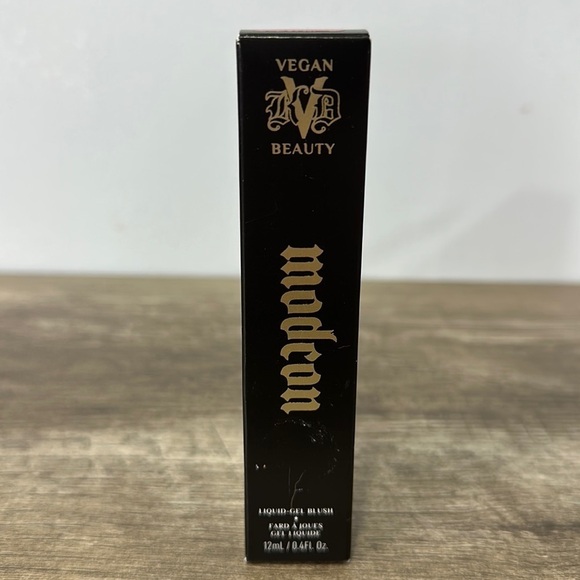 VEGAN
KVD
BEAUTY
modcon
LIQUID-GEL BLUSH
FARD À JOUES
GEL LIQUIDE
12mL / 0.4FL Oz.